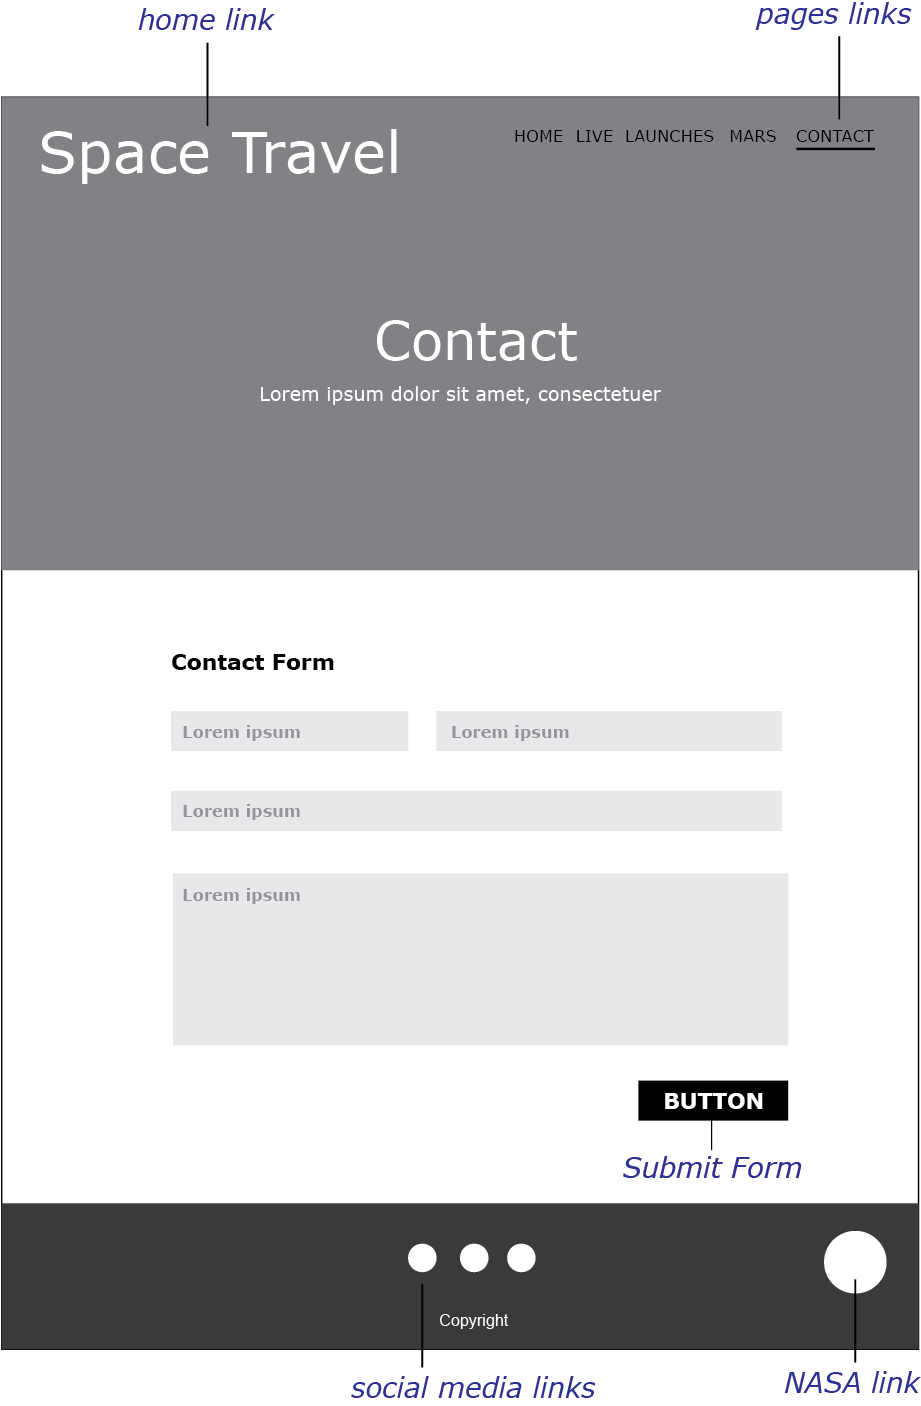 home link
pages links
Space Travel
HOME LIVE LAUNCHES MARS CONTACT
Contact
Lorem ipsum dolor sit amet, consectetuer
Contact Form
Lorem ipsum
Lorem ipsum
Lorem ipsum
Lorem ipsum
BUTTON
Submit Form
Copyright
social media links
NASA link